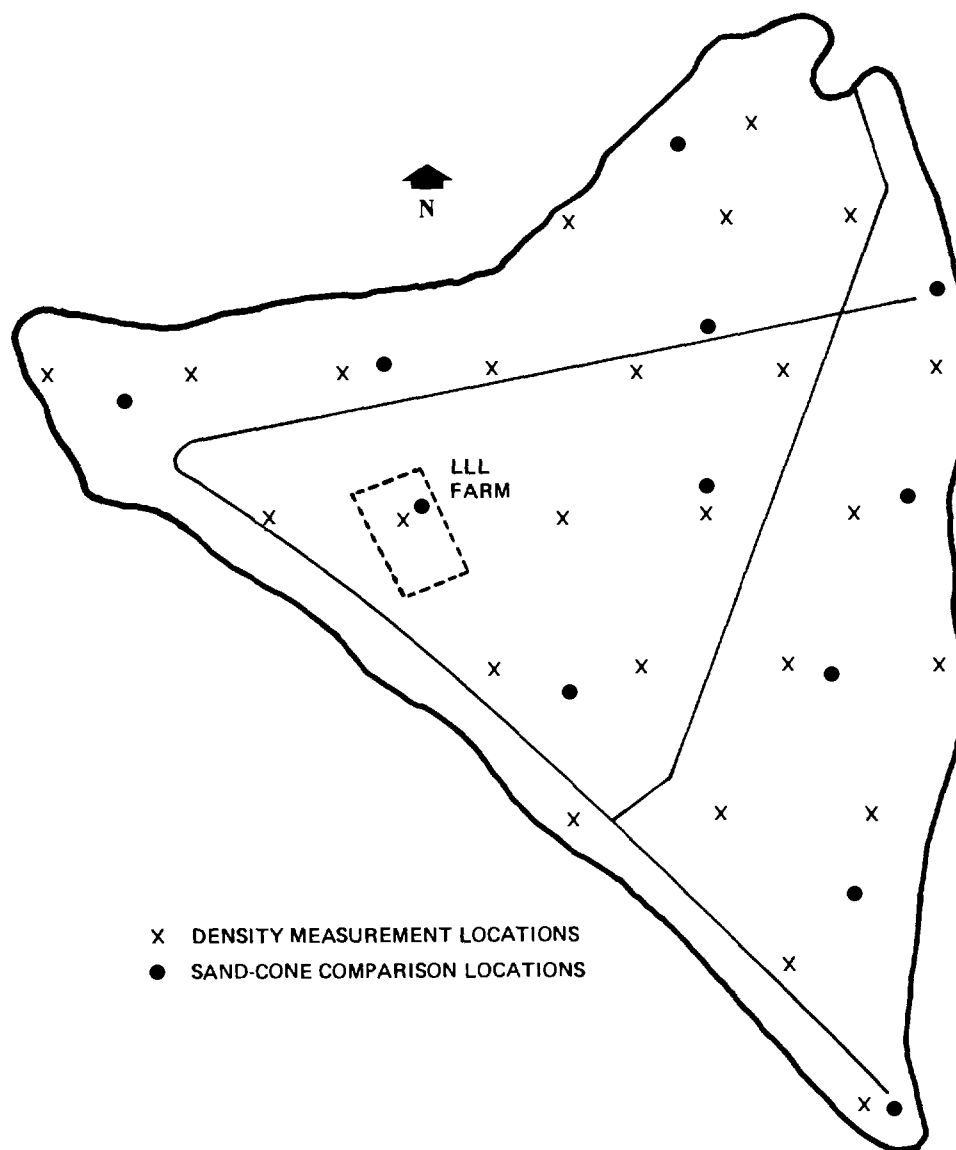 N
LLL
FARM
X DENSITY MEASUREMENT LOCATIONS
● SAND-CONE COMPARISON LOCATIONS